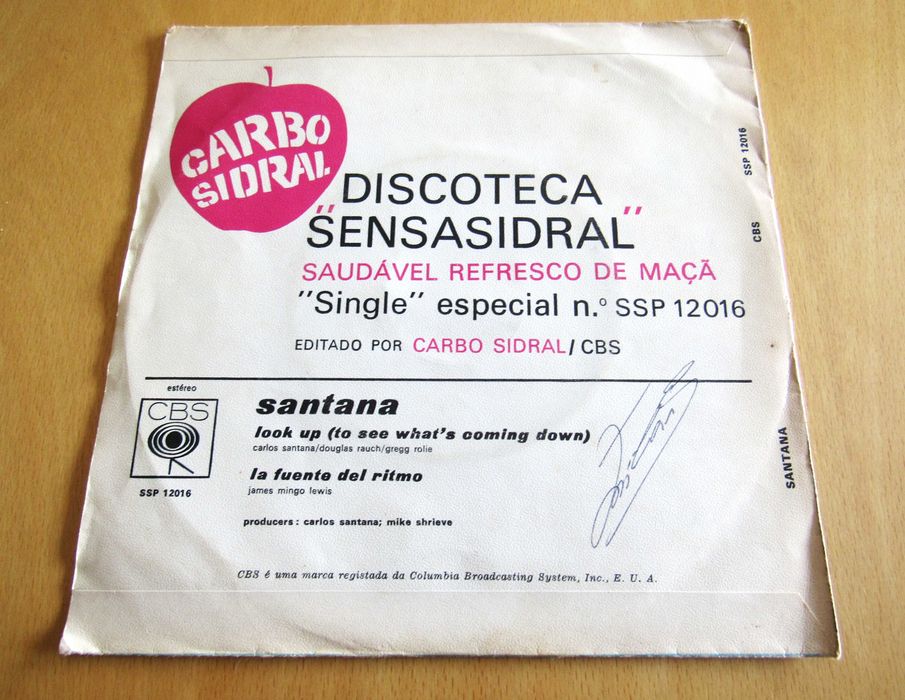 CARBO
SIDRAL
DISCOTECA
"SENSASIDRAL"
SAUDÁVEL REFRESCO DE MAÇÃ
"Single" especial n.º SSP 12016
EDITADO POR CARBO SIDRAL/CBS
estéreo
CBS
SSP 12016
santana
look up (to see what's coming down)
carlos santana/douglas rauch/gregg rolie
la fuente del ritmo
james mingo lewis
producers: carlos santana; mike shrieve
CBS é uma marca registada da Columbia Broadcasting System, Inc., E. U. A.
SSP 12016
CBS
SANTANA